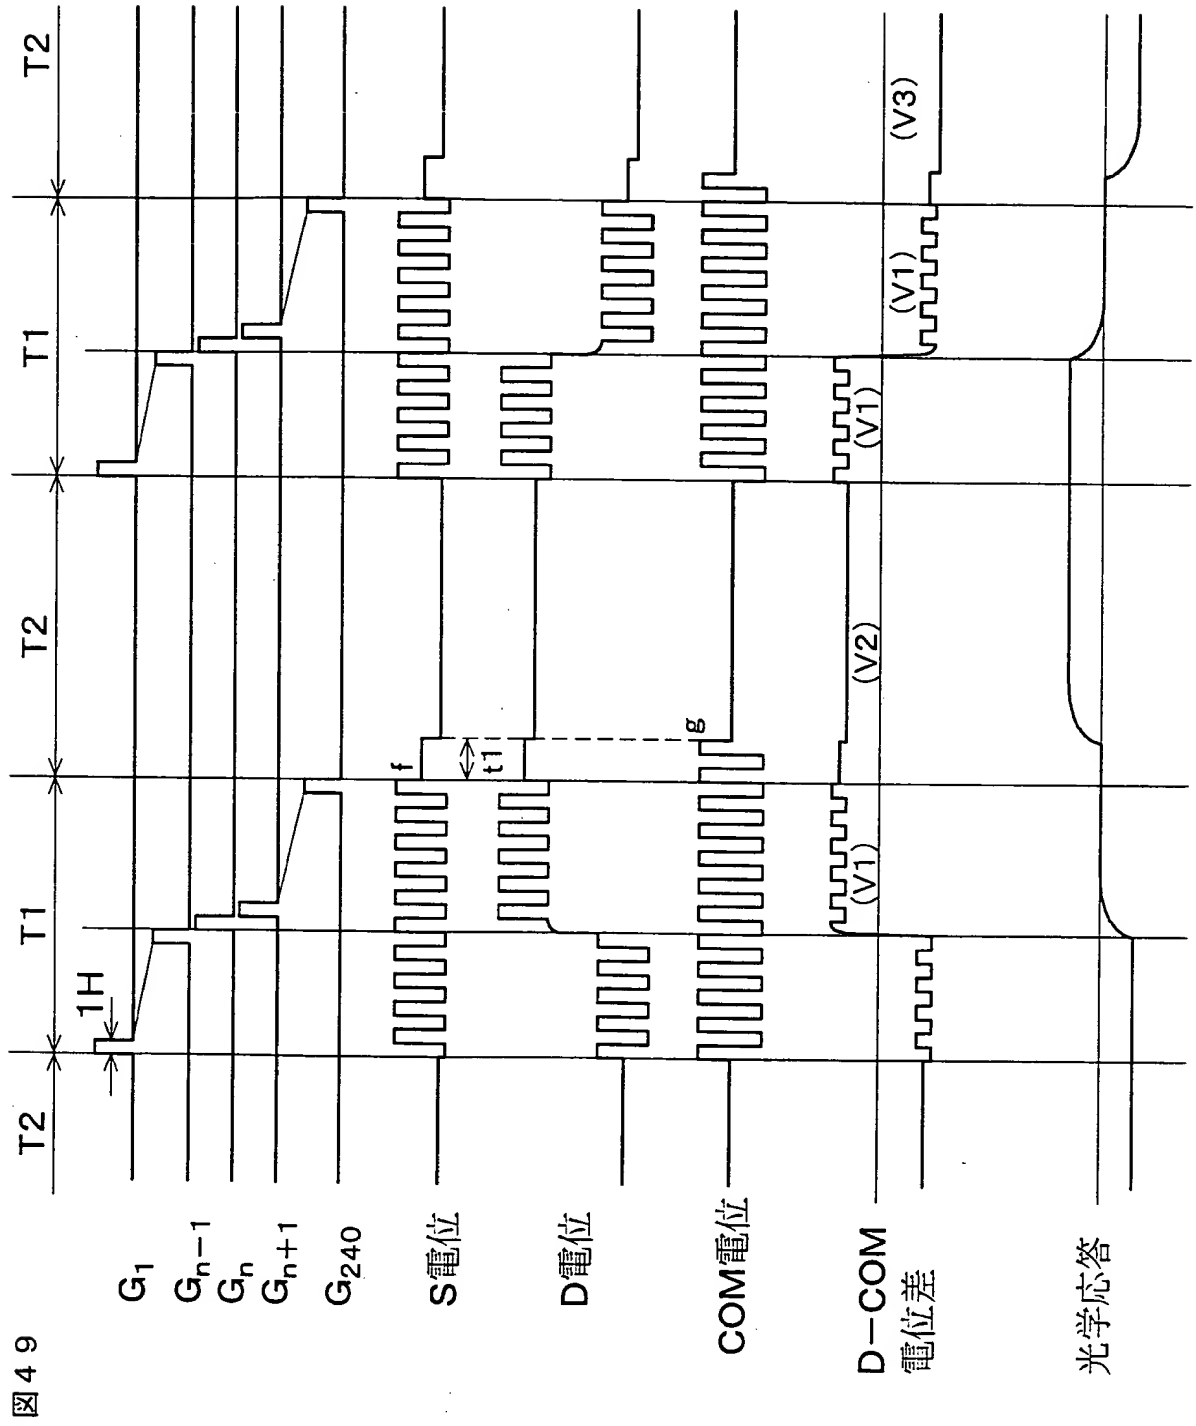 図49
T2
T1
T2
T1
T2
1H
G1
Gn-1
Gn
Gn+1
G240
S電位
f
t1
D電位
COM電位
g
D-COM
電位差
(V1)
(V2)
(V1)
(V1)
(V3)
光学応答